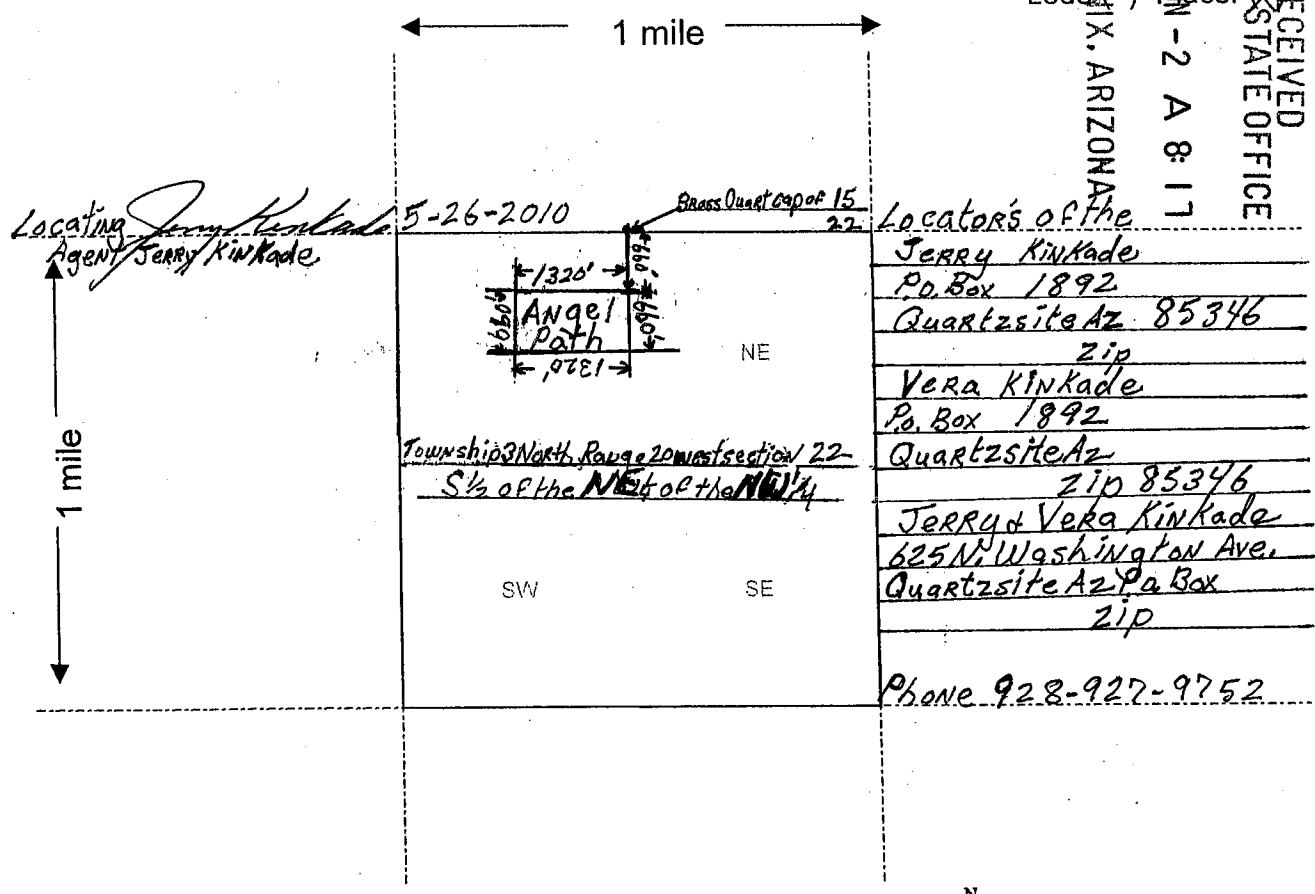 1 mile
RECEIVED
STATE OFFICE
N-2 A 8:17
IX, ARIZONA
Locating Jerry Kinkade
Agent Jerry Kinkade
5-26-2010
Brass Quart cap of 15
22
1320'
660'
660'
660'
Angel
Path
1320'
NE
1 mile
Township 3 North Range 20 west section 22
S½ of the NE¼ of the NW¼
SW
SE
Locator's of the
Jerry Kinkade
P.O. Box 1892
Quartzsite Az 85346
zip
Vera Kinkade
P.O. Box 1892
Quartzsite Az
zip 85346
Jerry & Vera Kinkade
625 N. Washington Ave.
Quartzsite Az P.o Box
zip
Phone 928-927-9752
N